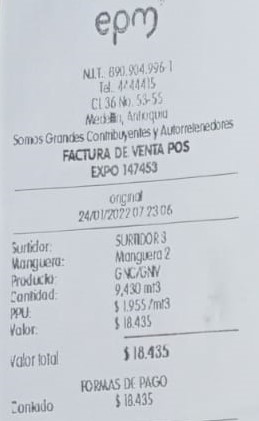 epm
N.I.T. 890.904.996-1
Tel. 4444415
Cl 36 No. 53-55
Medellín, Antioquia
Somos Grandes Contribuyentes y Autorretenedores
FACTURA DE VENTA POS
EXPO 147453
original
24/01/2022 07 23 06
Surtidor: SURTIDOR 3
Manguera: Manguera 2
Producto: GNC/GNV
Cantidad: 9,430 mt3
PPU: $ 1.955 /mt3
Valor: $ 18.435
Valor total $ 18.435
FORMAS DE PAGO
Contado $ 18.435